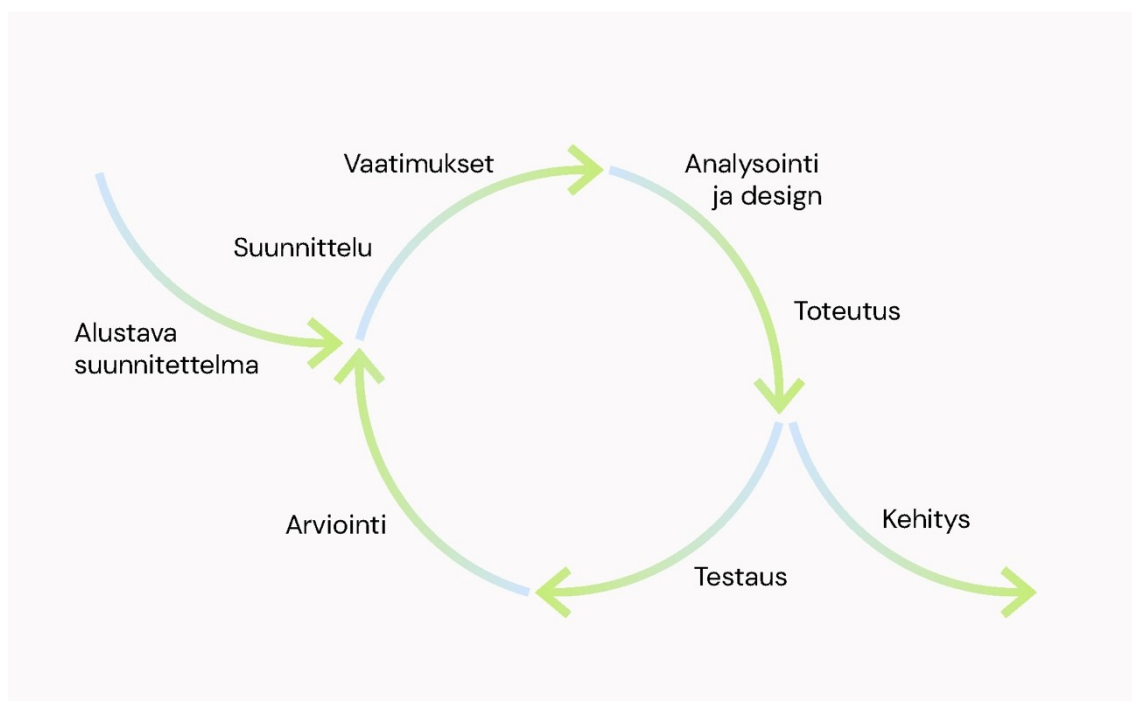 Vaatimukset
Analysointi
ja design
Suunnittelu
Toteutus
Alustava
suunnitettelma
Arviointi
Kehitys
Testaus